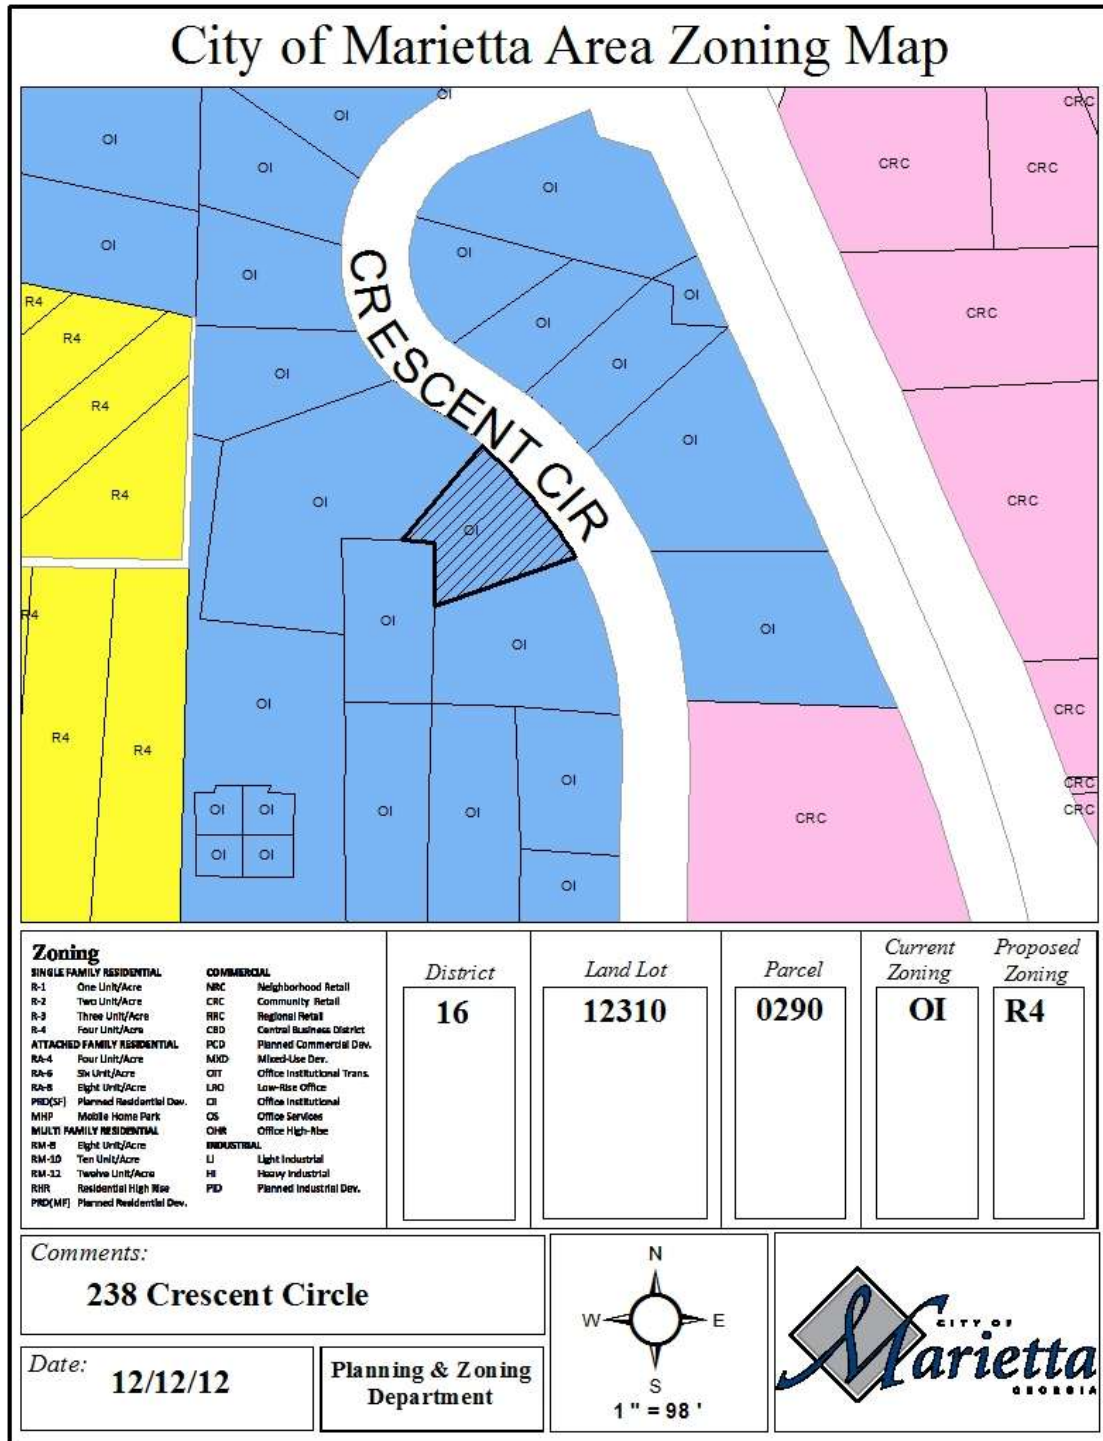 City of Marietta Area Zoning Map
OI
OI
CRC
OI
OI
CRC
CRC
OI
OI
OI
OI
OI
R4
OI
CRC
OI
R4
OI
OI
R4
OI
CRESCENT CIR
R4
OI
OI
CRC
R4
OI
OI
OI
OI
R4
R4
CRC
OI
CRC
OI
OI
OI
OI
CRC
CRC
OI
OI
OI
Zoning
SINGLE FAMILY RESIDENTIAL
R-1 One Unit/Acre
R-2 Two Unit/Acre
R-3 Three Unit/Acre
R-4 Four Unit/Acre
ATTACHED FAMILY RESIDENTIAL
RA-4 Four Unit/Acre
RA-6 Six Unit/Acre
RA-8 Eight Unit/Acre
PRD(SF) Planned Residential Dev.
MHP Mobile Home Park
MULTI FAMILY RESIDENTIAL
RM-8 Eight Unit/Acre
RM-10 Ten Unit/Acre
RM-12 Twelve Unit/Acre
RHR Residential High Rise
PRD(MF) Planned Residential Dev.
COMMERCIAL
NRC Neighborhood Retail
CRC Community Retail
RRC Regional Retail
CBD Central Business District
PCD Planned Commercial Dev.
MXD Mixed-Use Dev.
OIT Office Institutional Trans.
LRO Low-Rise Office
OI Office Institutional
OS Office Services
OHR Office High-Rise
INDUSTRIAL
LI Light Industrial
HI Heavy Industrial
PID Planned Industrial Dev.
District
16
Land Lot
12310
Parcel
0290
Current
Zoning
OI
Proposed
Zoning
R4
Comments:
238 Crescent Circle
Date:
12/12/12
Planning & Zoning
Department
N
W E
S
1 " = 98 '
CITY OF
Marietta
GEORGIA